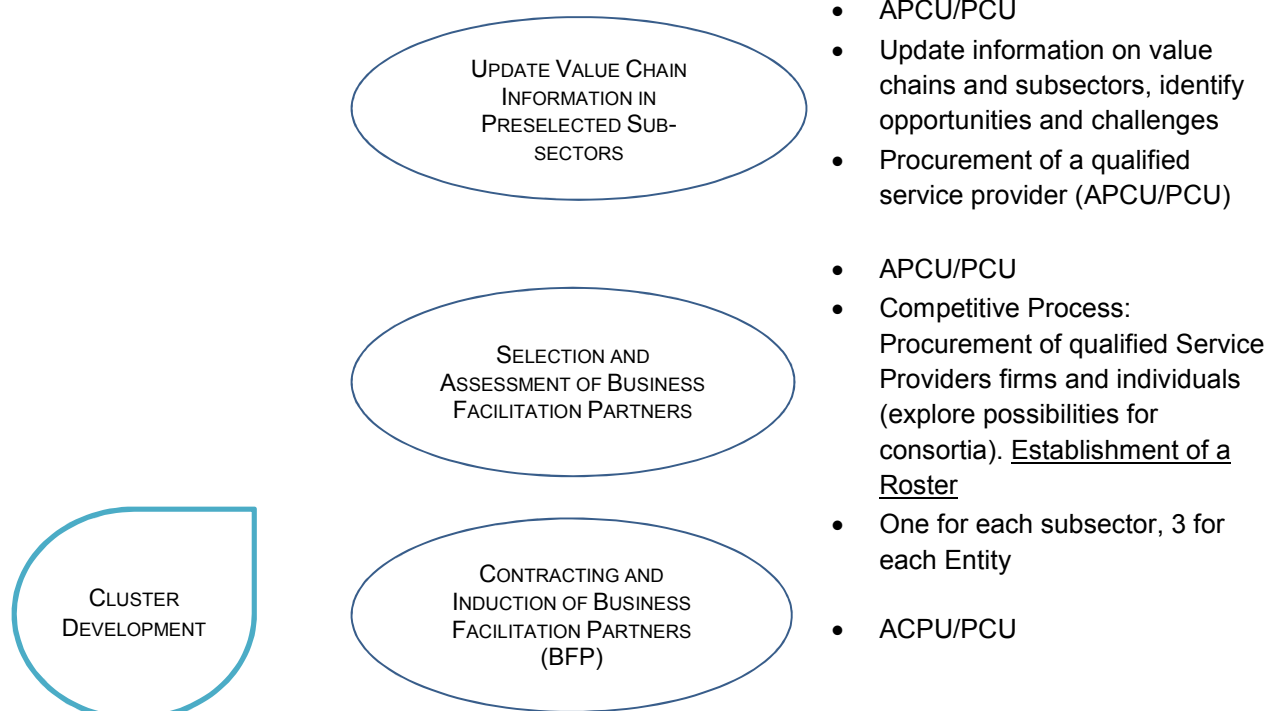 UPDATE VALUE CHAIN
INFORMATION IN
PRESELECTED SUB-
SECTORS
• APCU/PCU
• Update information on value
chains and subsectors, identify
opportunities and challenges
• Procurement of a qualified
service provider (APCU/PCU)
SELECTION AND
ASSESSMENT OF BUSINESS
FACILITATION PARTNERS
• APCU/PCU
• Competitive Process:
Procurement of qualified Service
Providers firms and individuals
(explore possibilities for
consortia). Establishment of a
Roster
• One for each subsector, 3 for
each Entity
CLUSTER
DEVELOPMENT
CONTRACTING AND
INDUCTION OF BUSINESS
FACILITATION PARTNERS
(BFP)
• ACPU/PCU